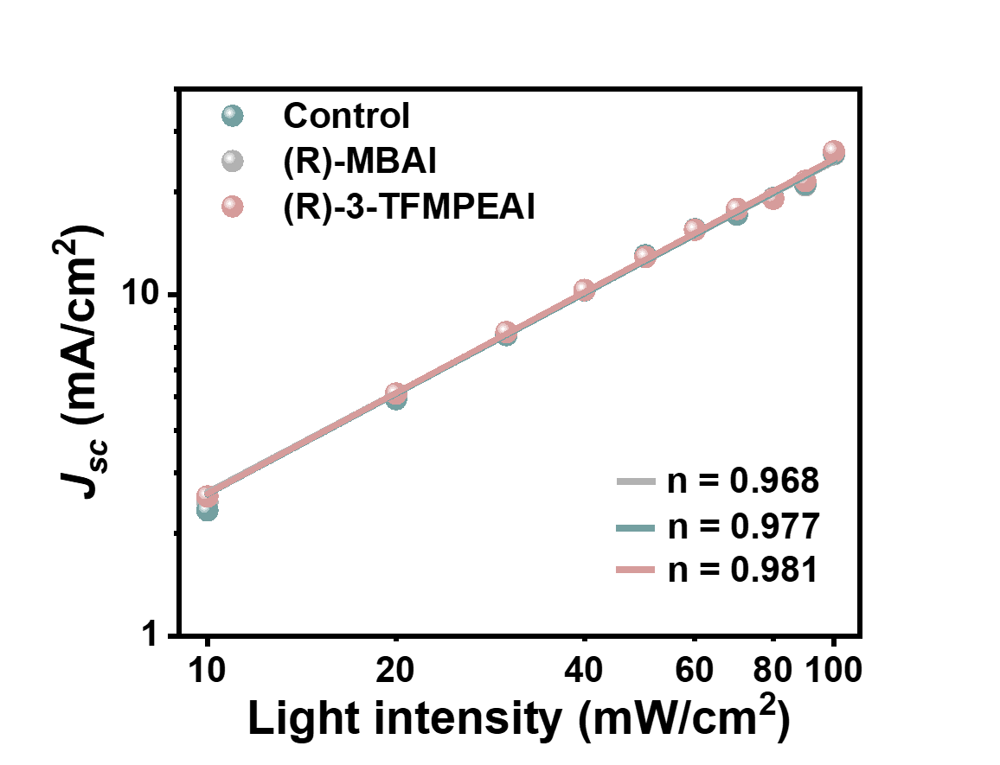 Control
(R)-MBAI
(R)-3-TFMPEAI
10
1
n = 0.968
n = 0.977
n = 0.981
10 20 40 60 80 100
Jsc (mA/cm²)
Light intensity (mW/cm²)